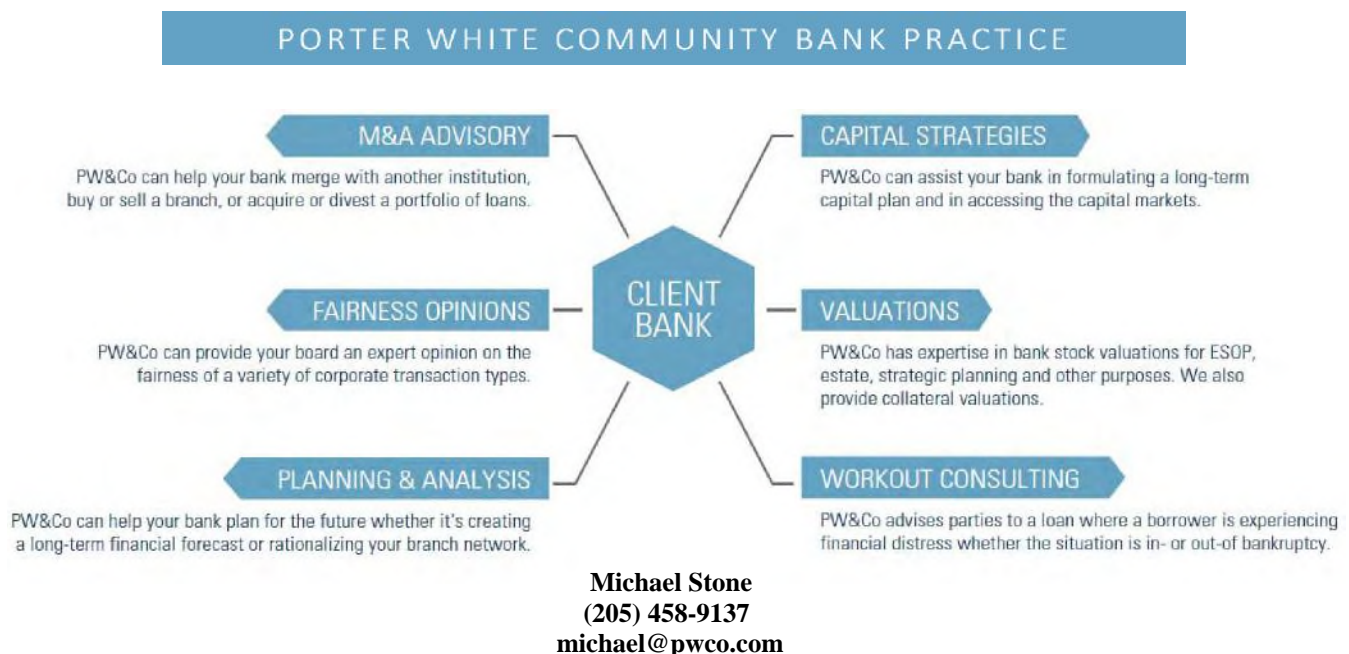 PORTER WHITE COMMUNITY BANK PRACTICE
M&A ADVISORY
PW&Co can help your bank merge with another institution,
buy or sell a branch, or acquire or divest a portfolio of loans.
FAIRNESS OPINIONS
PW&Co can provide your board an expert opinion on the
fairness of a variety of corporate transaction types.
PLANNING & ANALYSIS
PW&Co can help your bank plan for the future whether it's creating
a long-term financial forecast or rationalizing your branch network.
CLIENT
BANK
CAPITAL STRATEGIES
PW&Co can assist your bank in formulating a long-term
capital plan and in accessing the capital markets.
VALUATIONS
PW&Co has expertise in bank stock valuations for ESOP,
estate, strategic planning and other purposes. We also
provide collateral valuations.
WORKOUT CONSULTING
PW&Co advises parties to a loan where a borrower is experiencing
financial distress whether the situation is in- or out-of bankruptcy.
Michael Stone
(205) 458-9137
michael@pwco.com